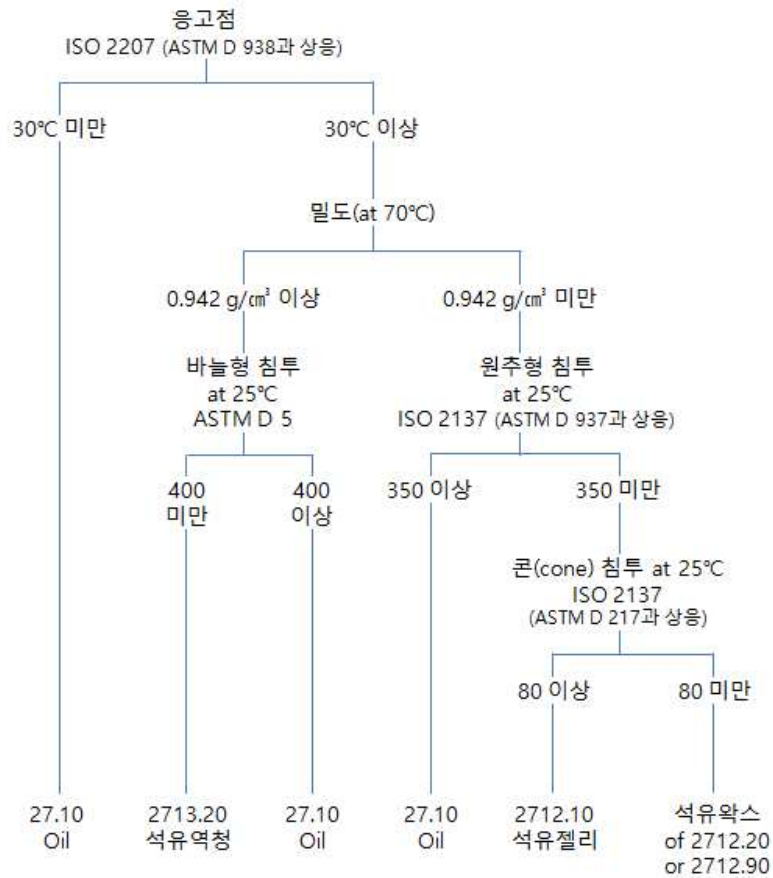 응고점
ISO 2207 (ASTM D 938과 상응)
30℃ 미만
30℃ 이상
밀도(at 70℃)
0.942 g/㎤ 이상
0.942 g/㎤ 미만
바늘형 침투
at 25℃
ASTM D 5
원추형 침투
at 25℃
ISO 2137 (ASTM D 937과 상응)
400
미만
400
이상
350 이상
350 미만
콘(cone) 침투 at 25℃
ISO 2137
(ASTM D 217과 상응)
80 이상
80 미만
27.10
Oil
2713.20
석유역청
27.10
Oil
27.10
Oil
2712.10
석유젤리
석유왁스
of 2712.20
or 2712.90